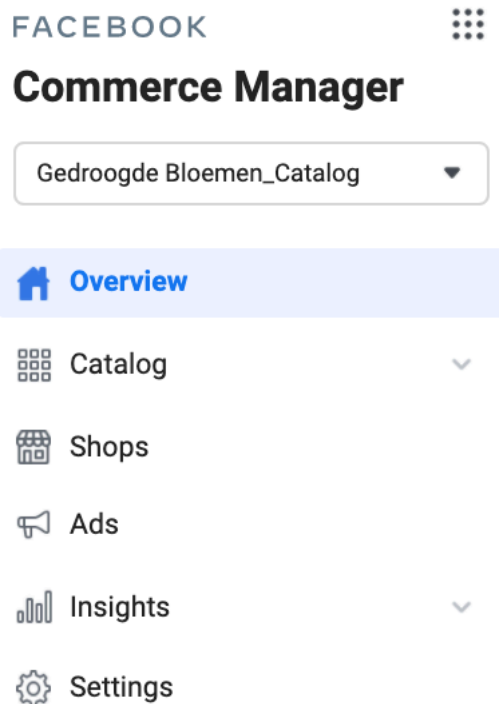 FACEBOOK
Commerce Manager
Gedroogde Bloemen_Catalog
Overview
Catalog
Shops
Ads
Insights
Settings